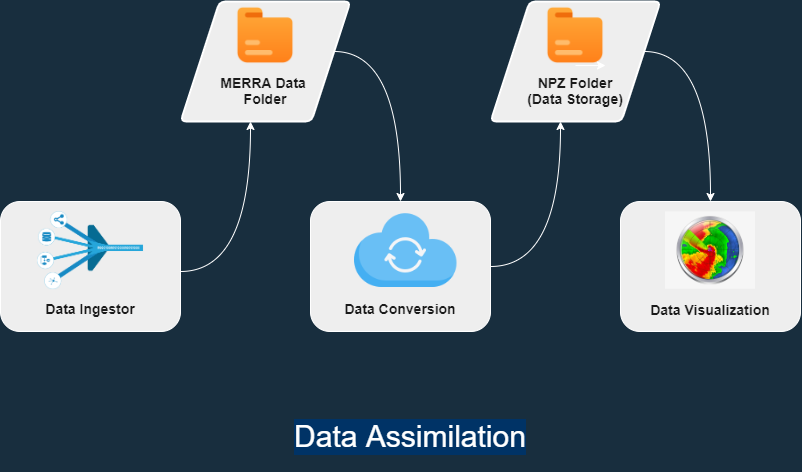 MERRA Data
Folder
NPZ Folder
(Data Storage)
Data Ingestor
Data Conversion
Data Visualization
Data Assimilation